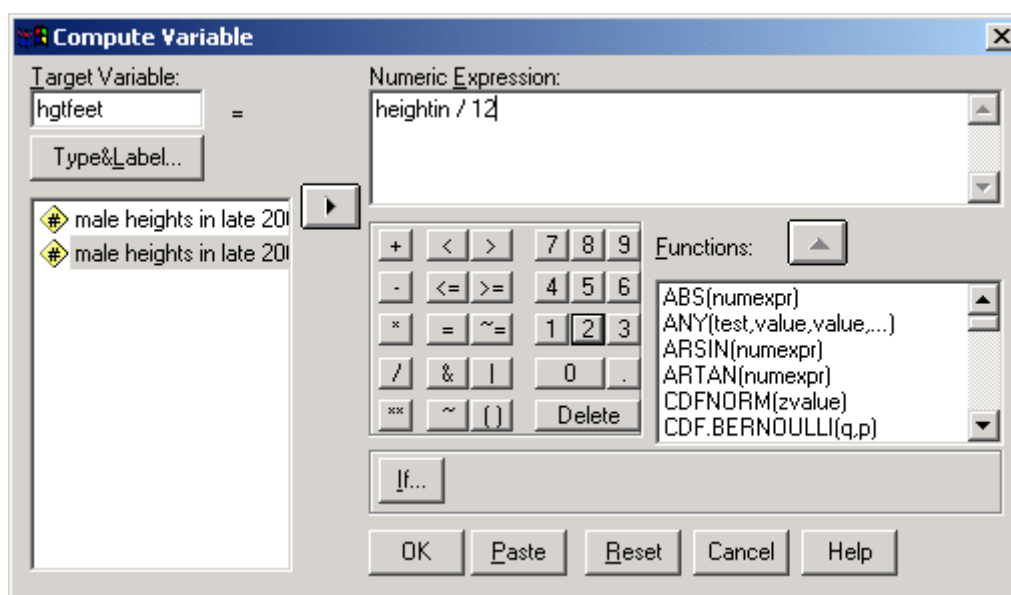 Compute Variable
Target Variable:
hgtfeet
=
Type&Label...
male heights in late
male heights in late
Numeric Expression:
heightin / 12
+ < > 7 8 9
- <= >= 4 5 6
* = ~= 1 2 3
/ & | 0 .
** ~ () Delete
Functions:
ABS(numexpr)
ANY(test,value,value,...)
ARSIN(numexpr)
ARTAN(numexpr)
CDFNORM(zvalue)
CDF.BERNOULLI(q,p)
If...
OK Paste Reset Cancel Help